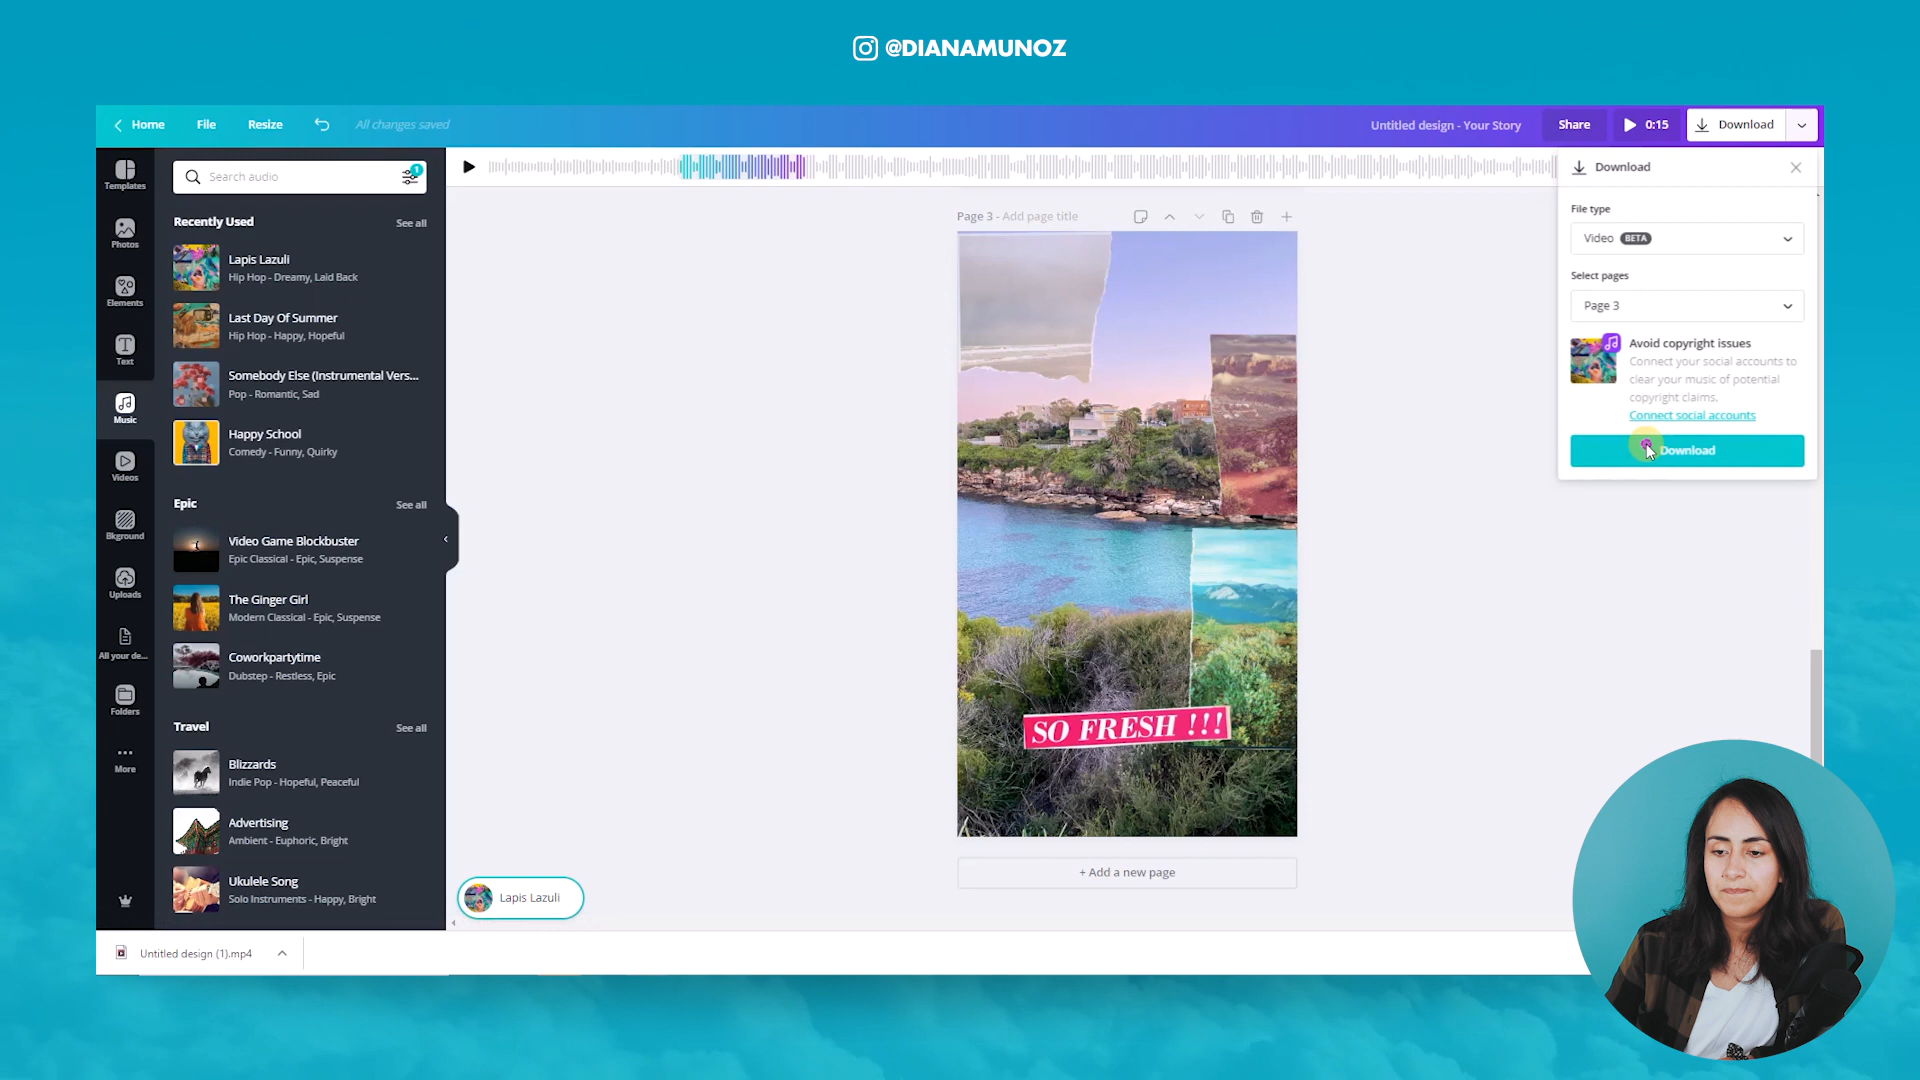 @DIANAMUNOZ
Home File Resize All changes saved Untitled design - Your Story Share 0:15 Download
Templates
Photos
Elements
Text
Music
Videos
Bkground
Uploads
All your de...
Folders
More
Search audio
1
Recently Used See all
Lapis Lazuli
Hip Hop - Dreamy, Laid Back
Last Day Of Summer
Hip Hop - Happy, Hopeful
Somebody Else (Instrumental Vers...
Pop - Romantic, Sad
Happy School
Comedy - Funny, Quirky
Epic See all
Video Game Blockbuster
Epic Classical - Epic, Suspense
The Ginger Girl
Modern Classical - Epic, Suspense
Coworkpartytime
Dubstep - Restless, Epic
Travel See all
Blizzards
Indie Pop - Hopeful, Peaceful
Advertising
Ambient - Euphoric, Bright
Ukulele Song
Solo Instruments - Happy, Bright
Page 3 - Add page title
SO FRESH !!!
+ Add a new page
Lapis Lazuli
Download
File type
Video BETA
Select pages
Page 3
Avoid copyright issues
Connect your social accounts to
clear your music of potential
copyright claims.
Connect social accounts
Download
Untitled design (1).mp4